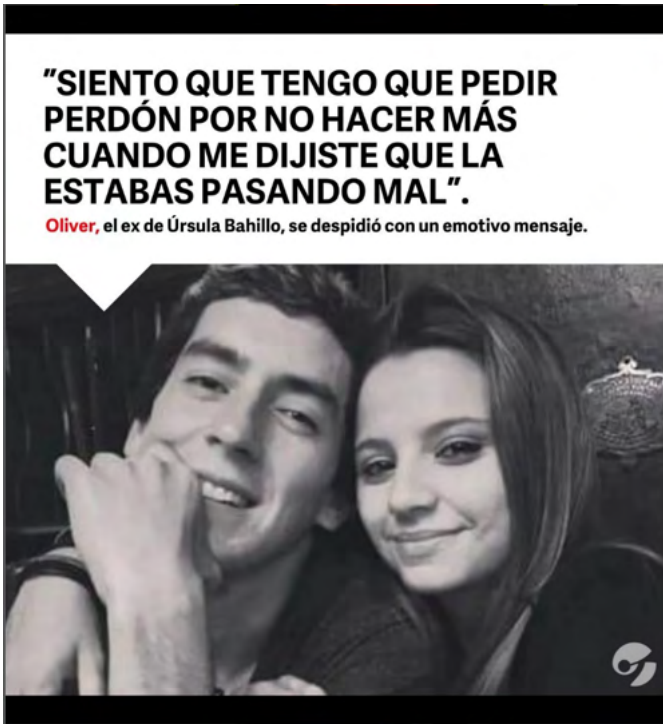 "SIENTO QUE TENGO QUE PEDIR
PERDÓN POR NO HACER MÁS
CUANDO ME DIJISTE QUE LA
ESTABAS PASANDO MAL".
Oliver, el ex de Úrsula Bahillo, se despidió con un emotivo mensaje.